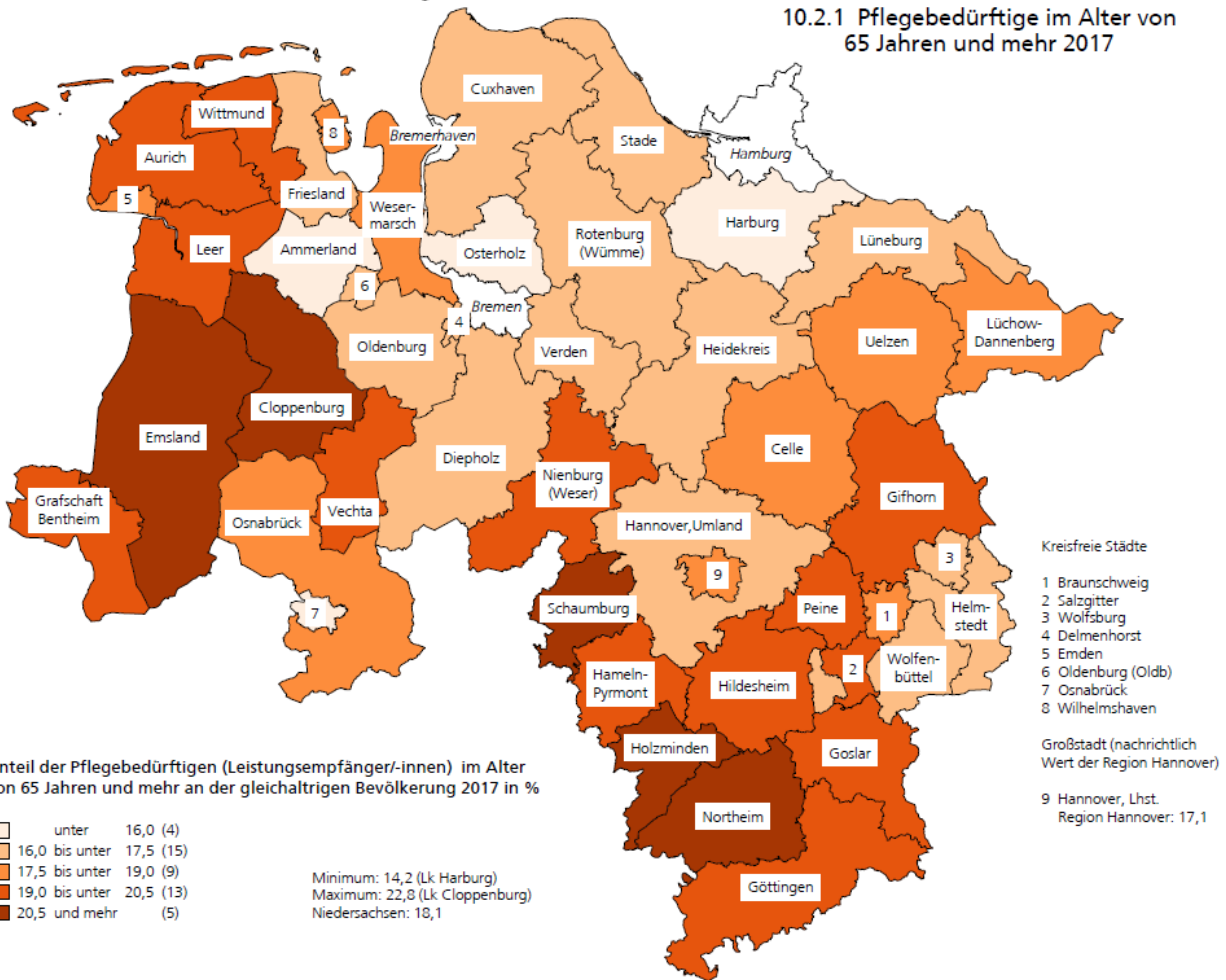 10.2.1 Pflegebedürftige im Alter von
65 Jahren und mehr 2017
Cuxhaven
Wittmund
8
Bremerhaven
Stade
Hamburg
Aurich
Friesland
5
Weser-
marsch
Harburg
Rotenburg
(Wümme)
Lüneburg
Leer
Ammerland
Osterholz
6
Bremen
4
Oldenburg
Verden
Heidekreis
Uelzen
Lüchow-
Dannenberg
Cloppenburg
Emsland
Diepholz
Celle
Nienburg
(Weser)
Gifhorn
Grafschaft
Bentheim
Osnabrück
Vechta
Hannover,Umland
9
3
7
Schaumburg
Peine
1
Helm-
stedt
Hameln-
Pyrmont
Hildesheim
2
Wolfen-
büttel
Holzminden
Goslar
Northeim
Göttingen
Kreisfreie Städte
1 Braunschweig
2 Salzgitter
3 Wolfsburg
4 Delmenhorst
5 Emden
6 Oldenburg (Oldb)
7 Osnabrück
8 Wilhelmshaven
Großstadt (nachrichtlich
Wert der Region Hannover)
9 Hannover, Lhst.
Region Hannover: 17,1
nteil der Pflegebedürftigen (Leistungsempfänger/-innen) im Alter
on 65 Jahren und mehr an der gleichaltrigen Bevölkerung 2017 in %
unter 16,0 (4)
16,0 bis unter 17,5 (15)
17,5 bis unter 19,0 (9)
19,0 bis unter 20,5 (13)
20,5 und mehr (5)
Minimum: 14,2 (Lk Harburg)
Maximum: 22,8 (Lk Cloppenburg)
Niedersachsen: 18,1